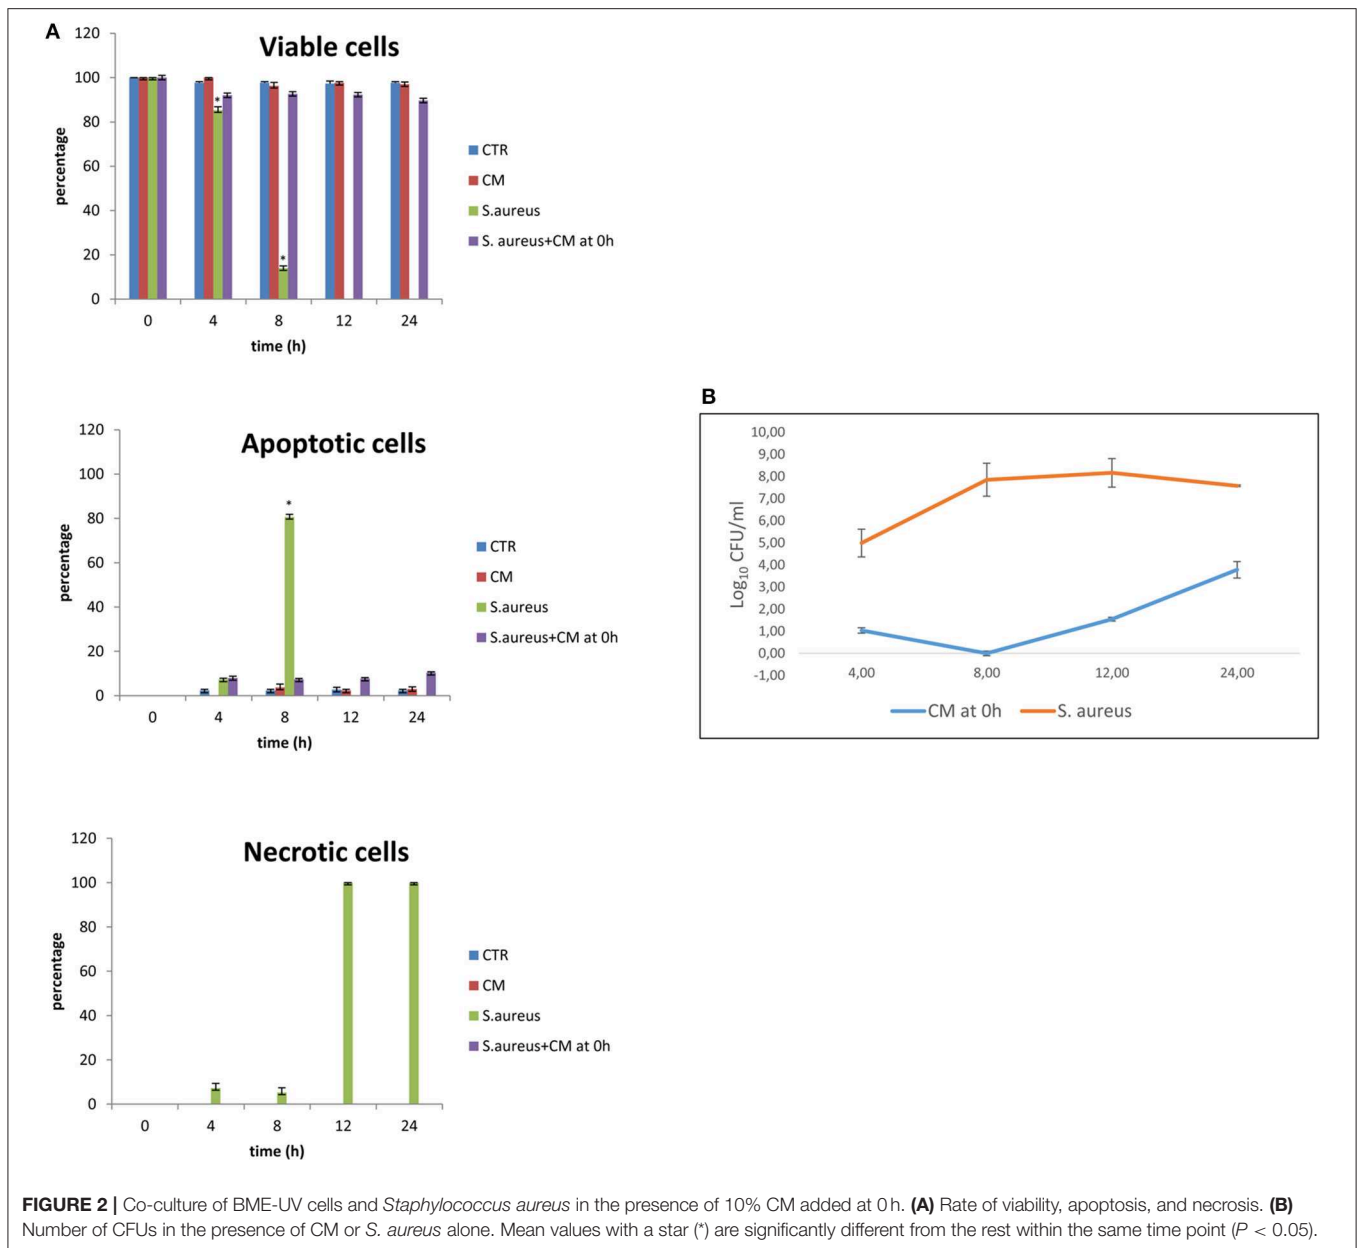 A
Viable cells
120
100
80
60
40
20
0
percentage
0 4 8 12 24
time (h)
*
*
CTR
CM
S.aureus
S. aureus+CM at 0h
Apoptotic cells
120
100
80
60
40
20
0
percentage
0 4 8 12 24
time (h)
*
CTR
CM
S.aureus
S.aureus+CM at 0h
B
10,00
9,00
8,00
7,00
6,00
5,00
4,00
3,00
2,00
1,00
0,00
-1,00
Log10 CFU/ml
4,00 8,00 12,00 24,00
CM at 0h S. aureus
Necrotic cells
120
100
80
60
40
20
0
percentage
0 4 8 12 24
time (h)
CTR
CM
S.aureus
S.aureus+CM at 0h
FIGURE 2 | Co-culture of BME-UV cells and Staphylococcus aureus in the presence of 10% CM added at 0 h. (A) Rate of viability, apoptosis, and necrosis. (B)
Number of CFUs in the presence of CM or S. aureus alone. Mean values with a star (*) are significantly different from the rest within the same time point (P < 0.05).